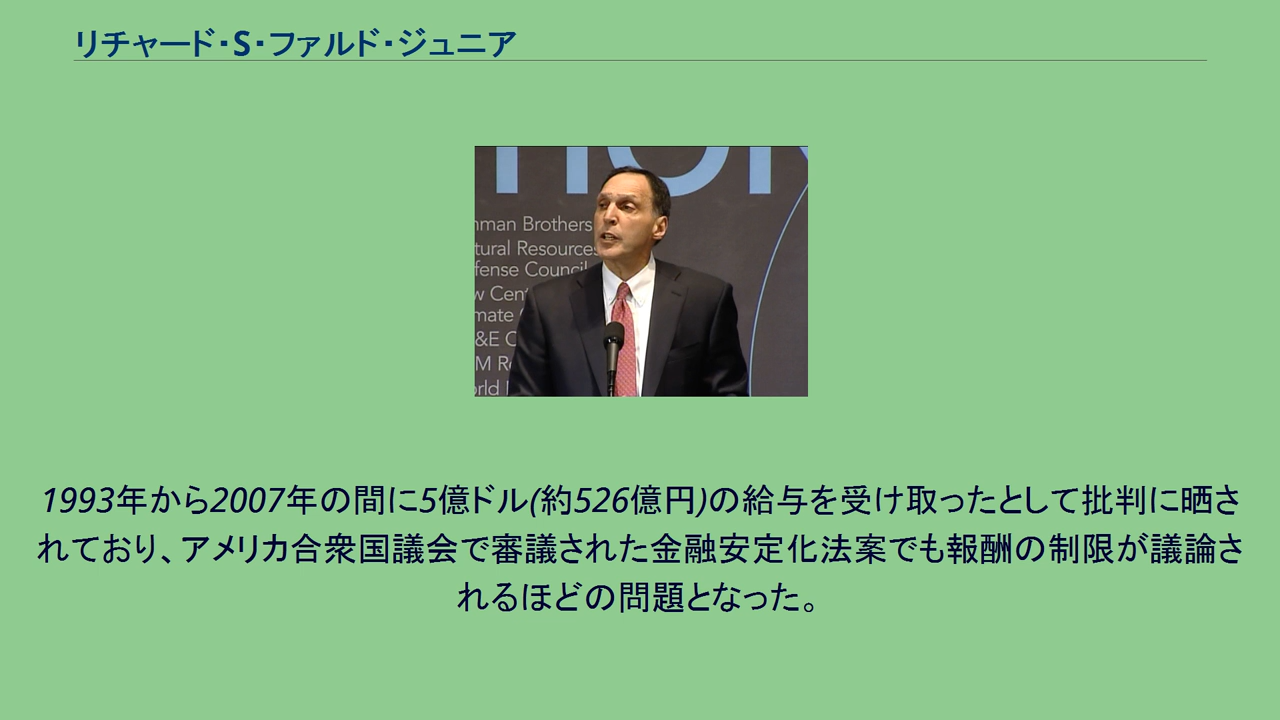 リチャード・S・ファルド・ジュニア
nman Brothers
tural Resources
fense Council
1993年から2007年の間に5億ドル(約526億円)の給与を受け取ったとして批判に晒さ
れており、アメリカ合衆国議会で審議された金融安定化法案でも報酬の制限が議論さ
れるほどの問題となった。